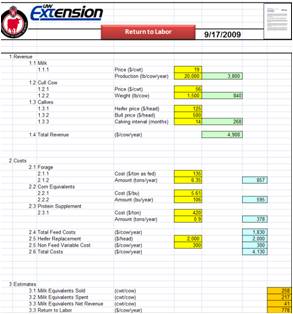 UW
Extension
Return to Labor
9/17/2009
1 Revenue
1.1 Milk
1.1.1 Price ($/cwt) 19
Production (lb/cow/year) 20,000 3,800
1.2 Cull Cow
1.2.1 Price ($/cwt) 56
1.2.2 Weight (lb/cow) 1,500 840
1.3 Calves
1.3.1 Heifer price ($/head)
1.3.2 Bull price ($/head)
1.3.3 Calving interval (months) 14 268
1.4 Total Revenue ($/cow/year) 4,908
2 Costs
2.1 Forage
2.1.1 Cost ($/ton as fed) 135
2.1.2 Amount (tons/year) 6.35 857
2.2 Corn Equivalents
2.2.1 Cost ($/bu) 5.61
2.2.2 Amount (bu/year) 106 595
2.3 Protein Supplement
2.3.1 Cost ($/ton) 420
Amount (tons/year) 0.9 378
2.4 Total Feed Costs ($/cow/year) 1,830
2.5 Heifer Replacement ($/head) 2,000 2,000
2.6 Non Feed Variable Cost ($/cow/year) 300 300
2.6 Total Costs ($/cow/year) 4,130
3 Estimates
3.1 Milk Equivalents Sold (cwt/cow) 258
3.2 Milk Equivalents Spent (cwt/cow) 217
3.3 Milk Equivalents Net Revenue (cwt/cow) 41
3.3 Return to Labor ($/cow/year) 778